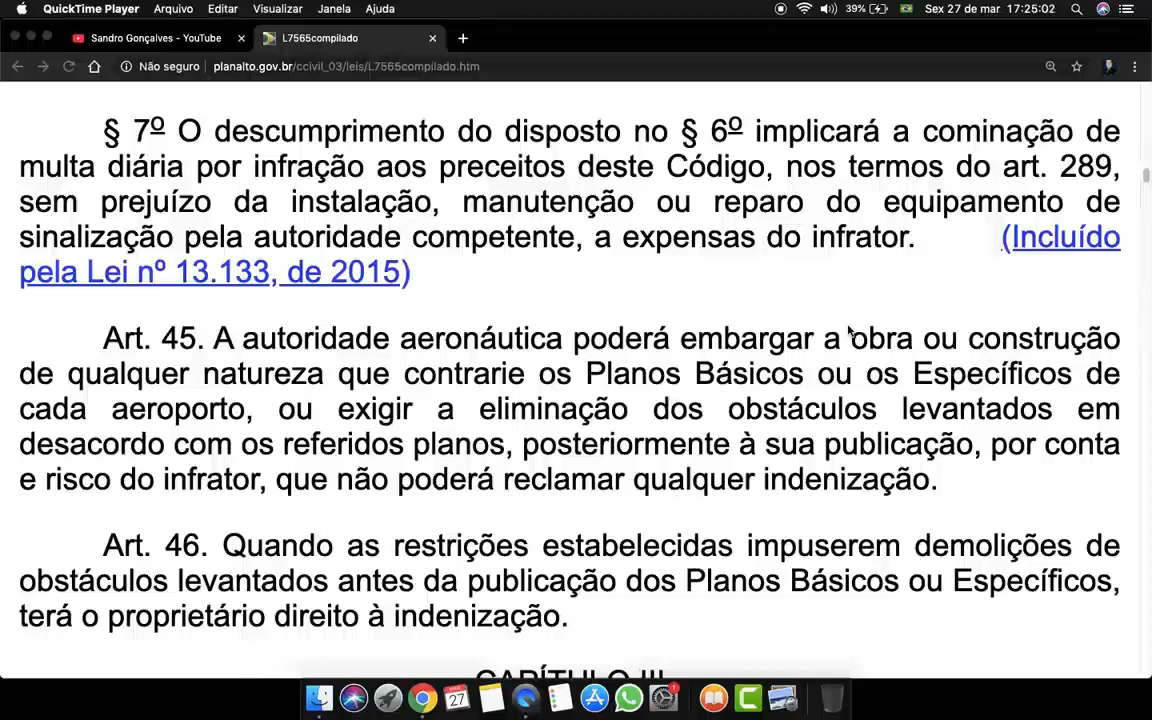 QuickTime Player Arquivo Editar Visualizar Janela Ajuda 39% Sex 27 de mar 17:25:02
Sandro Gonçalves - YouTube L7565compilado
Não seguro planalto.gov.br/ccivil_03/leis/L7565compilado.htm
§ 7º O descumprimento do disposto no § 6º implicará a cominação de
multa diária por infração aos preceitos deste Código, nos termos do art. 289,
sem prejuízo da instalação, manutenção ou reparo do equipamento de
sinalização pela autoridade competente, a expensas do infrator. (Incluído
pela Lei nº 13.133, de 2015)
Art. 45. A autoridade aeronáutica poderá embargar a obra ou construção
de qualquer natureza que contrarie os Planos Básicos ou os Específicos de
cada aeroporto, ou exigir a eliminação dos obstáculos levantados em
desacordo com os referidos planos, posteriormente à sua publicação, por conta
e risco do infrator, que não poderá reclamar qualquer indenização.
Art. 46. Quando as restrições estabelecidas impuserem demolições de
obstáculos levantados antes da publicação dos Planos Básicos ou Específicos,
terá o proprietário direito à indenização.
CAPÍTULO III
27
1